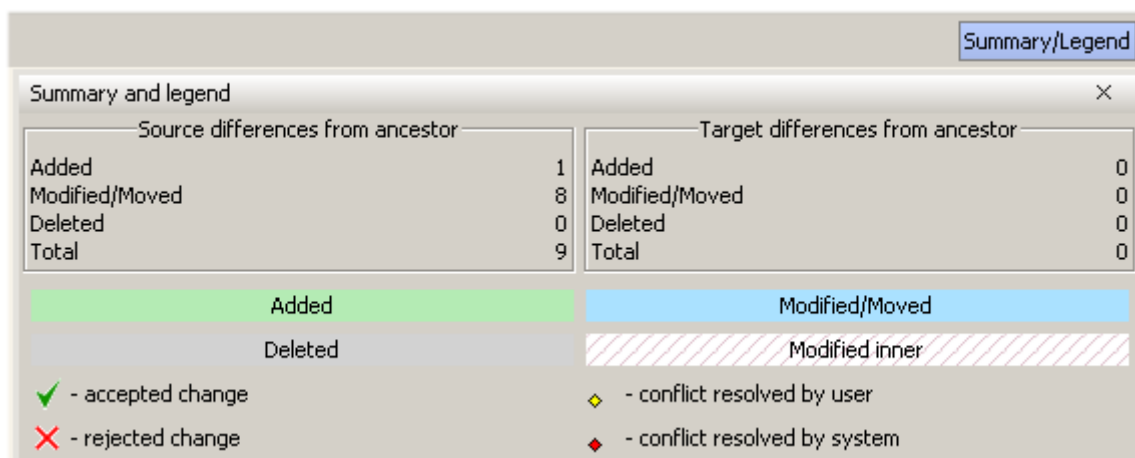 Summary/Legend
Summary and legend
Source differences from ancestor
Added 1
Modified/Moved 8
Deleted 0
Total 9
Target differences from ancestor
Added 0
Modified/Moved 0
Deleted 0
Total 0
Added
Modified/Moved
Deleted
Modified inner
- accepted change
- conflict resolved by user
- rejected change
- conflict resolved by system